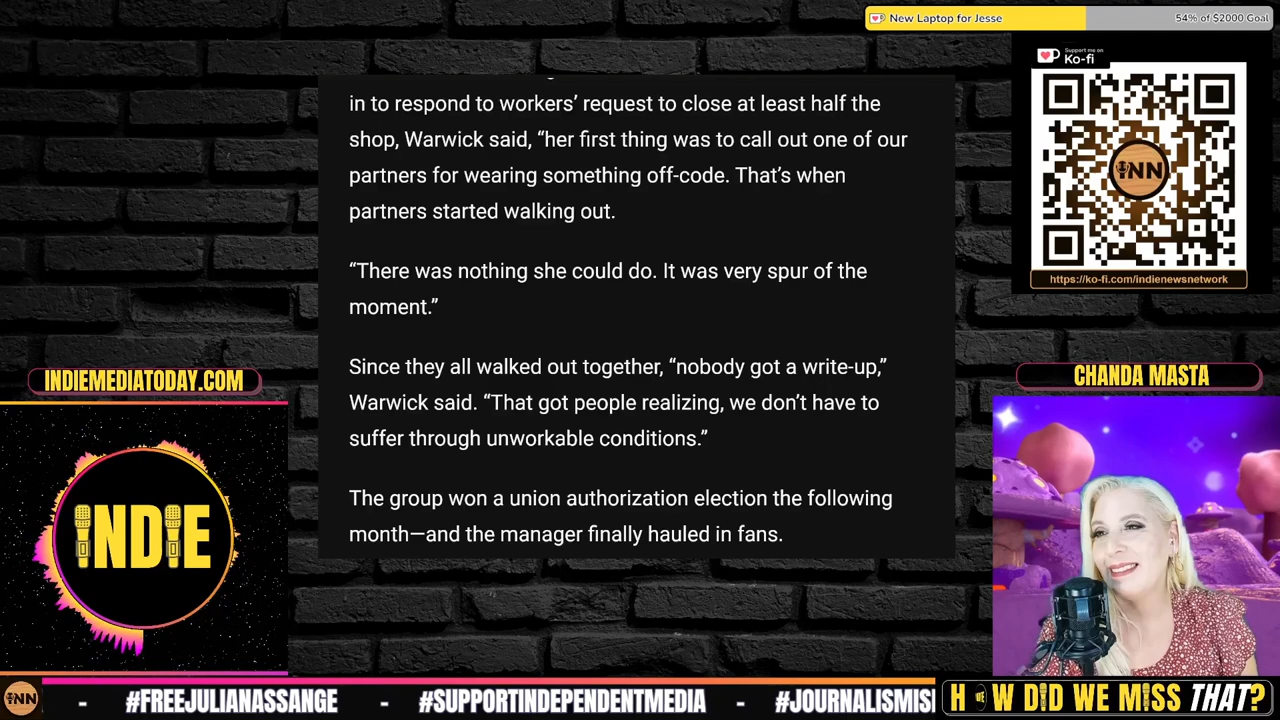 New Laptop for Jesse
54% of $2000 Goal
Support me on
Ko-fi
iNN
https://ko-fi.com/indienewsnetwork
in to respond to workers’ request to close at least half the
shop, Warwick said, “her first thing was to call out one of our
partners for wearing something off-code. That’s when
partners started walking out.
“There was nothing she could do. It was very spur of the
moment.”
Since they all walked out together, “nobody got a write-up,”
Warwick said. “That got people realizing, we don’t have to
suffer through unworkable conditions.”
The group won a union authorization election the following
month—and the manager finally hauled in fans.
INDIEMEDIATODAY.COM
INDIE
CHANDA MASTA
iNN - #FREEJULIANASSANGE - #SUPPORTINDEPENDENTMEDIA - #JOURNALISMIS
HOW DID WE MISS THAT?